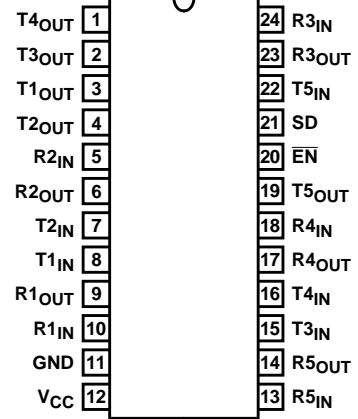 T4OUT 1 24 R3IN
T3OUT 2 23 R3OUT
T1OUT 3 22 T5IN
T2OUT 4 21 SD
R2IN 5 20 E̅N̅
R2OUT 6 19 T5OUT
T2IN 7 18 R4IN
T1IN 8 17 R4OUT
R1OUT 9 16 T4IN
R1IN 10 15 T3IN
GND 11 14 R5OUT
VCC 12 13 R5IN